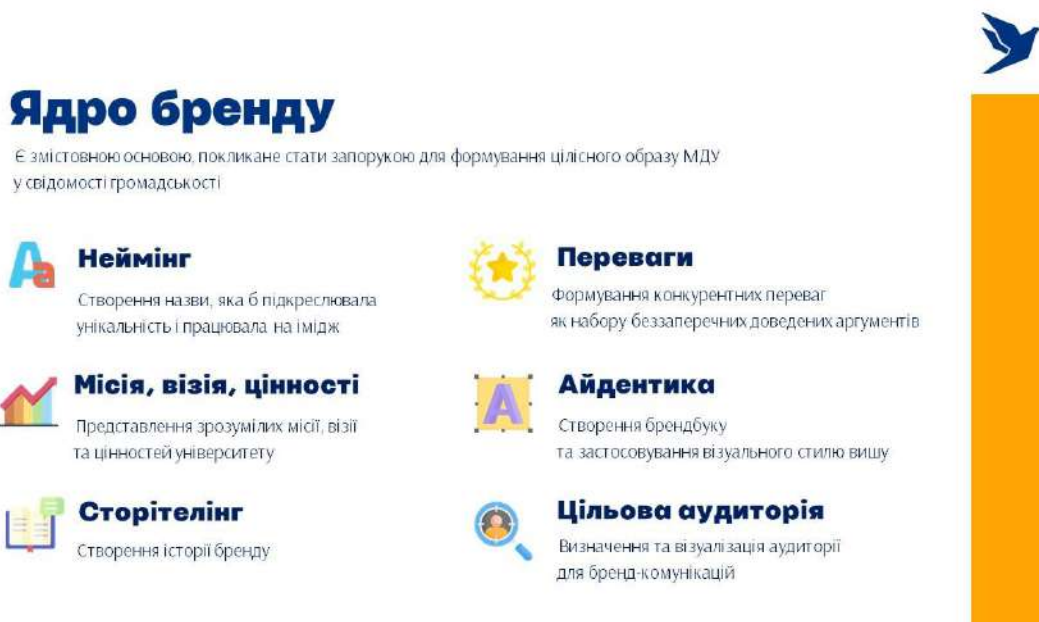 Ядро бренду
Є змістовною основою, покликане стати запорукою для формування цілісного образу МДУ
у свідомості громадськості
Неймінг
Створення назви, яка б підкреслювала
унікальність і працювала на імідж
Переваги
Формування конкурентних переваг
як набору беззаперечних доведених аргументів
Місія, візія, цінності
Представлення зрозумілих місії, візії
та цінностей університету
Айдентика
Створення брендбуку
та застосовування візуального стилю вишу
Сторітелінг
Створення історії бренду
Цільова аудиторія
Визначення та візуалізація аудиторії
для бренд-комунікацій